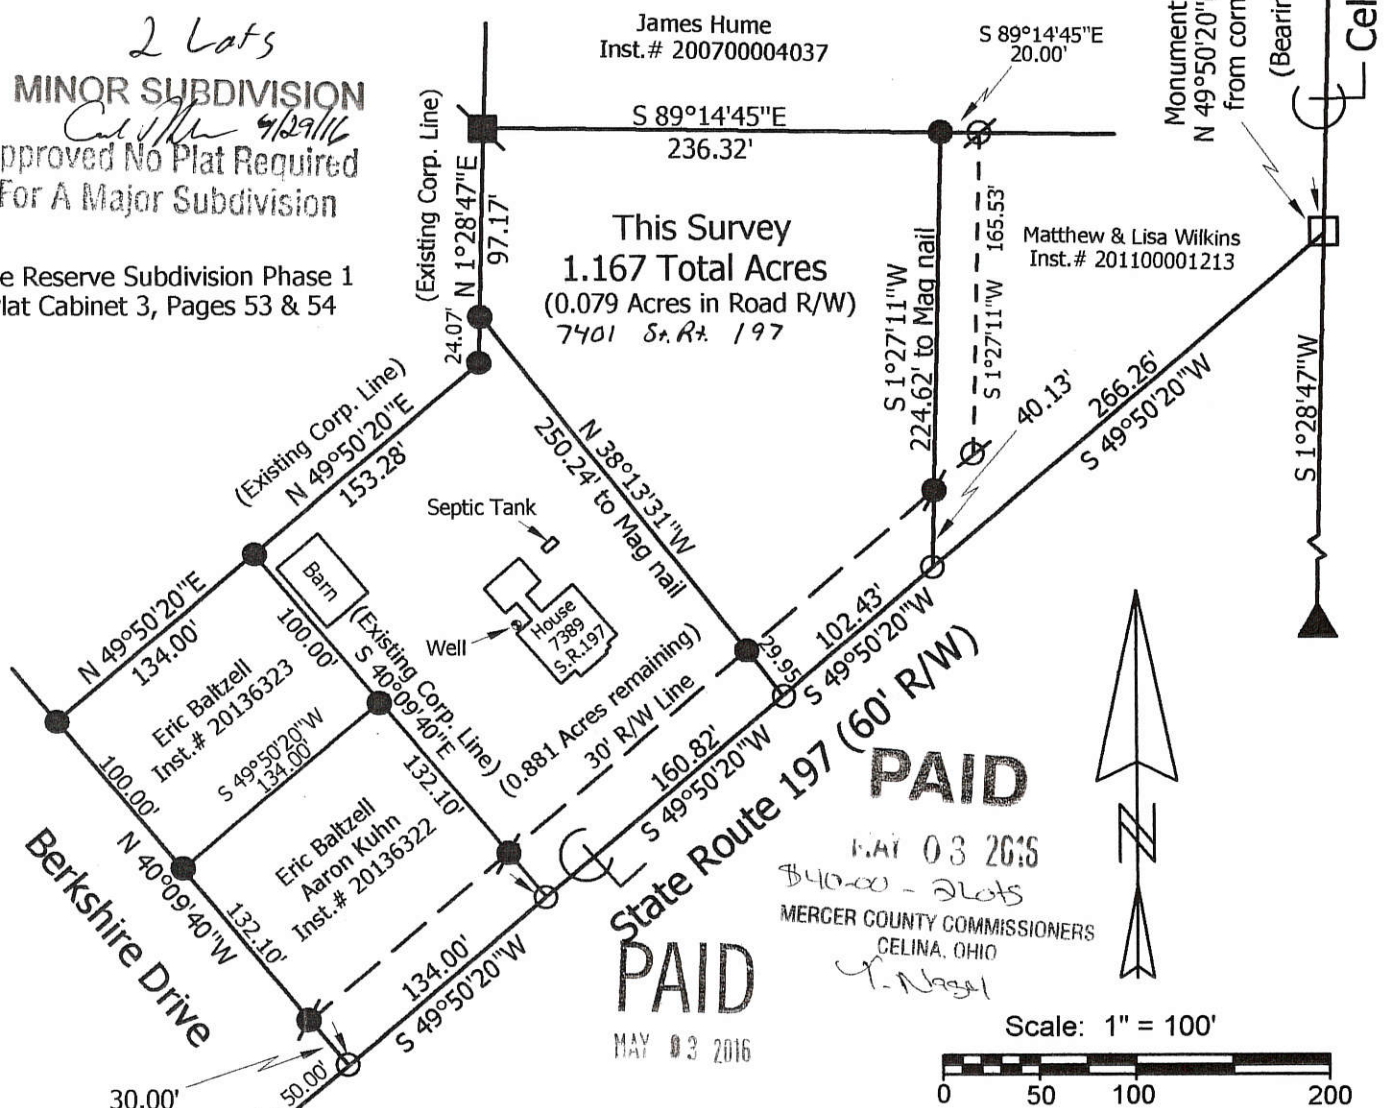 2 Lots
MINOR SUBDIVISION
4/29/16
pproved No Plat Required
For A Major Subdivision
e Reserve Subdivision Phase 1
lat Cabinet 3, Pages 53 & 54
James Hume
Inst.# 200700004037
S 89°14'45"E
20.00'
Monument
N 49°50'20"
from corn
(Bearin
Cel
S 89°14'45"E
236.32'
(Existing Corp. Line)
N 1°28'47"E
97.17'
24.07'
This Survey
1.167 Total Acres
(0.079 Acres in Road R/W)
7401 St. Rt. 197
S 1°27'11"W
224.62' to Mag nail
S 1°27'11"W 165.53'
Matthew & Lisa Wilkins
Inst.# 201100001213
40.13'
266.26'
S 49°50'20"W
S 1°28'47"W
(Existing Corp. Line)
N 49°50'20"E
153.28'
N 38°13'31"W
250.24' to Mag nail
Septic Tank
Barn
House
7389
S.R.197
Well
N 49°50'20"E
134.00'
100.00'
(Existing Corp. Line)
S 40°09'40"E
132.10'
Eric Baltzell
Inst.# 20136323
S 49°50'20"W
134.00'
100.00'
N 40°09'40"W
132.10'
Eric Baltzell
Aaron Kuhn
Inst.# 20136322
(0.881 Acres remaining)
30' R/W Line
29.95
102.43'
S 49°50'20"W
160.82'
S 49°50'20"W
State Route 197 (60' R/W)
134.00'
S 49°50'20"W
Berkshire Drive
30.00'
50.00'
PAID
MAY 03 2016
$40.00 - 2 Lots
MERCER COUNTY COMMISSIONERS
CELINA, OHIO
T. Nagel
PAID
MAY 03 2016
N
Scale: 1" = 100'
0 50 100 200